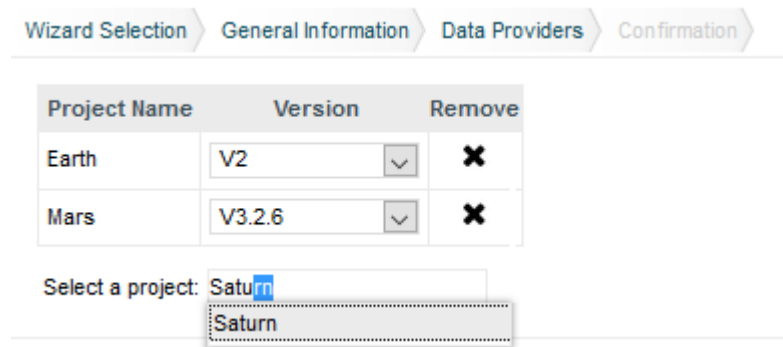 Wizard Selection General Information Data Providers Confirmation
Project Name Version Remove
Earth V2
Mars V3.2.6
Select a project: Saturn
Saturn